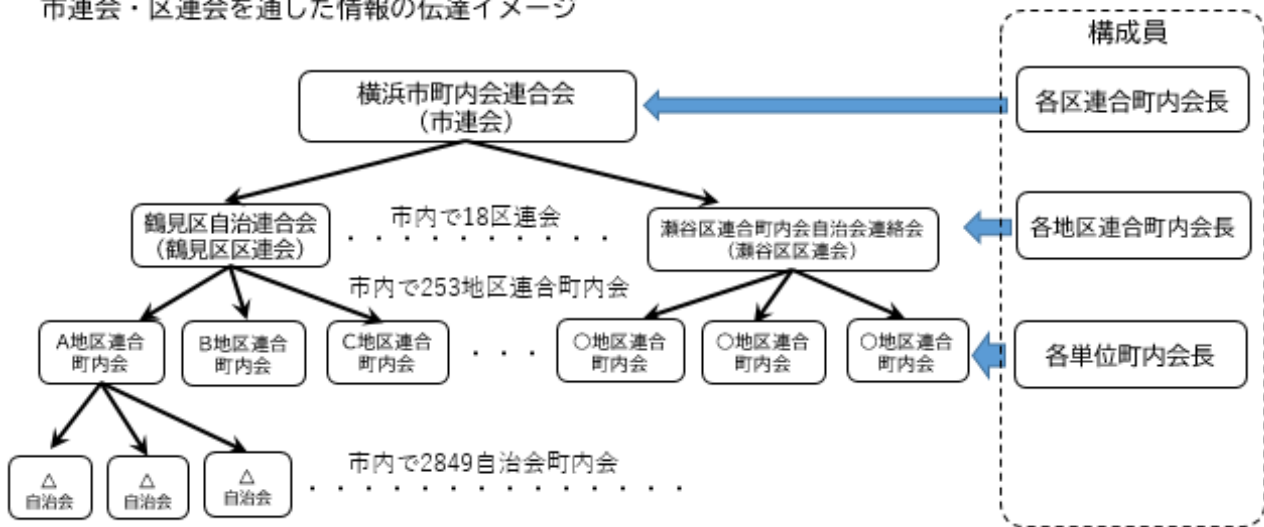 市連会・区連会を通した情報の伝達イメージ
構成員
横浜市町内会連合会
（市連会）
各区連合町内会長
鶴見区自治連合会
（鶴見区区連会）
市内で18区連会
・・・・・・・・・・
瀬谷区連合町内会自治会連絡会
（瀬谷区区連会）
各地区連合町内会長
市内で253地区連合町内会
A地区連合
町内会
B地区連合
町内会
C地区連合
町内会
・・・
〇地区連合
町内会
〇地区連合
町内会
〇地区連合
町内会
各単位町内会長
△
自治会
△
自治会
△
自治会
市内で2849自治会町内会
・・・・・・・・・・・・・・